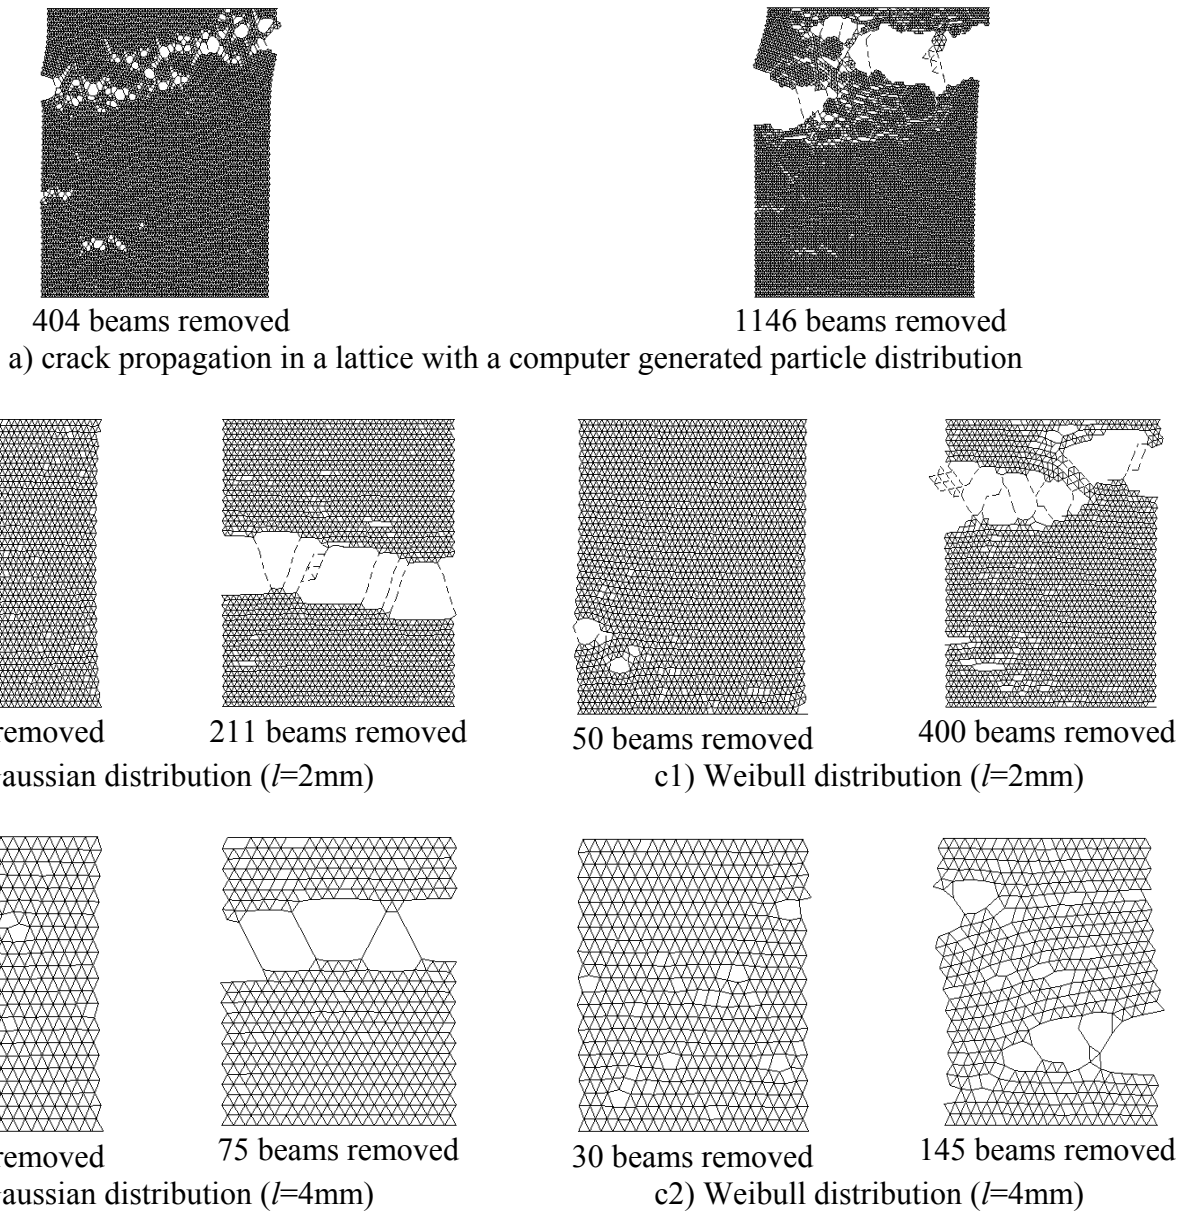 404 beams removed 1146 beams removed
a) crack propagation in a lattice with a computer generated particle distribution
removed 211 beams removed 50 beams removed 400 beams removed
aussian distribution (l=2mm) c1) Weibull distribution (l=2mm)
removed 75 beams removed 30 beams removed 145 beams removed
aussian distribution (l=4mm) c2) Weibull distribution (l=4mm)